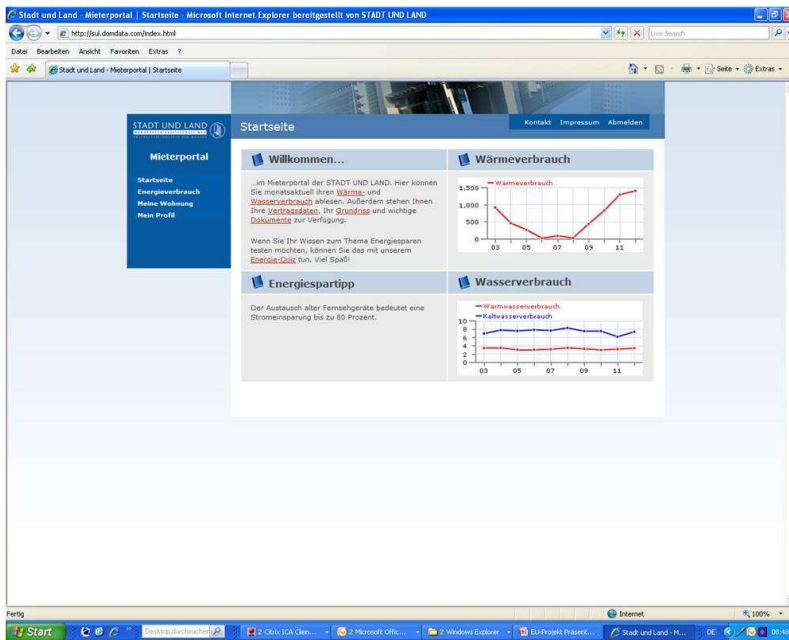 Stadt und Land - Mieterportal | Startseite - Microsoft Internet Explorer bereitgestellt von STADT UND LAND
http://sul.domdata.com/index.html
Live Search
Datei Bearbeiten Ansicht Favoriten Extras ?
Stadt und Land - Mieterportal | Startseite
Seite
Extras
STADT UND LAND
Startseite
Kontakt Impressum Abmelden
Mieterportal
Startseite
Energieverbrauch
Meine Wohnung
Mein Profil
Willkommen...
...im Mieterportal der STADT UND LAND. Hier können
Sie monatsaktuell ihren Wärme- und
Wasserverbrauch ablesen. Außerdem stehen Ihnen
Ihre Vertragsdaten, Ihr Grundriss und wichtige
Dokumente zur Verfügung.
Wenn Sie Ihr Wissen zum Thema Energiesparen
testen möchten, können Sie das mit unserem
Energie-Quiz tun. Viel Spaß!
Wärmeverbrauch
Wärmeverbrauch
1,500
1,000
500
0
03 05 07 09 11
Energiespartipp
Der Austausch alter Fernsehgeräte bedeutet eine
Stromeinsparung bis zu 80 Prozent.
Wasserverbrauch
Warmwasserverbrauch
Kaltwasserverbrauch
10
8
6
4
2
0
03 05 07 09 11
Fertig
Internet
100%
Start
Desktop durchsuchen
2 Citrix ICA Clien...
2 Microsoft Offic...
2 Windows Explorer
EU-Projekt Präsent...
Stadt und Land - M...
DE